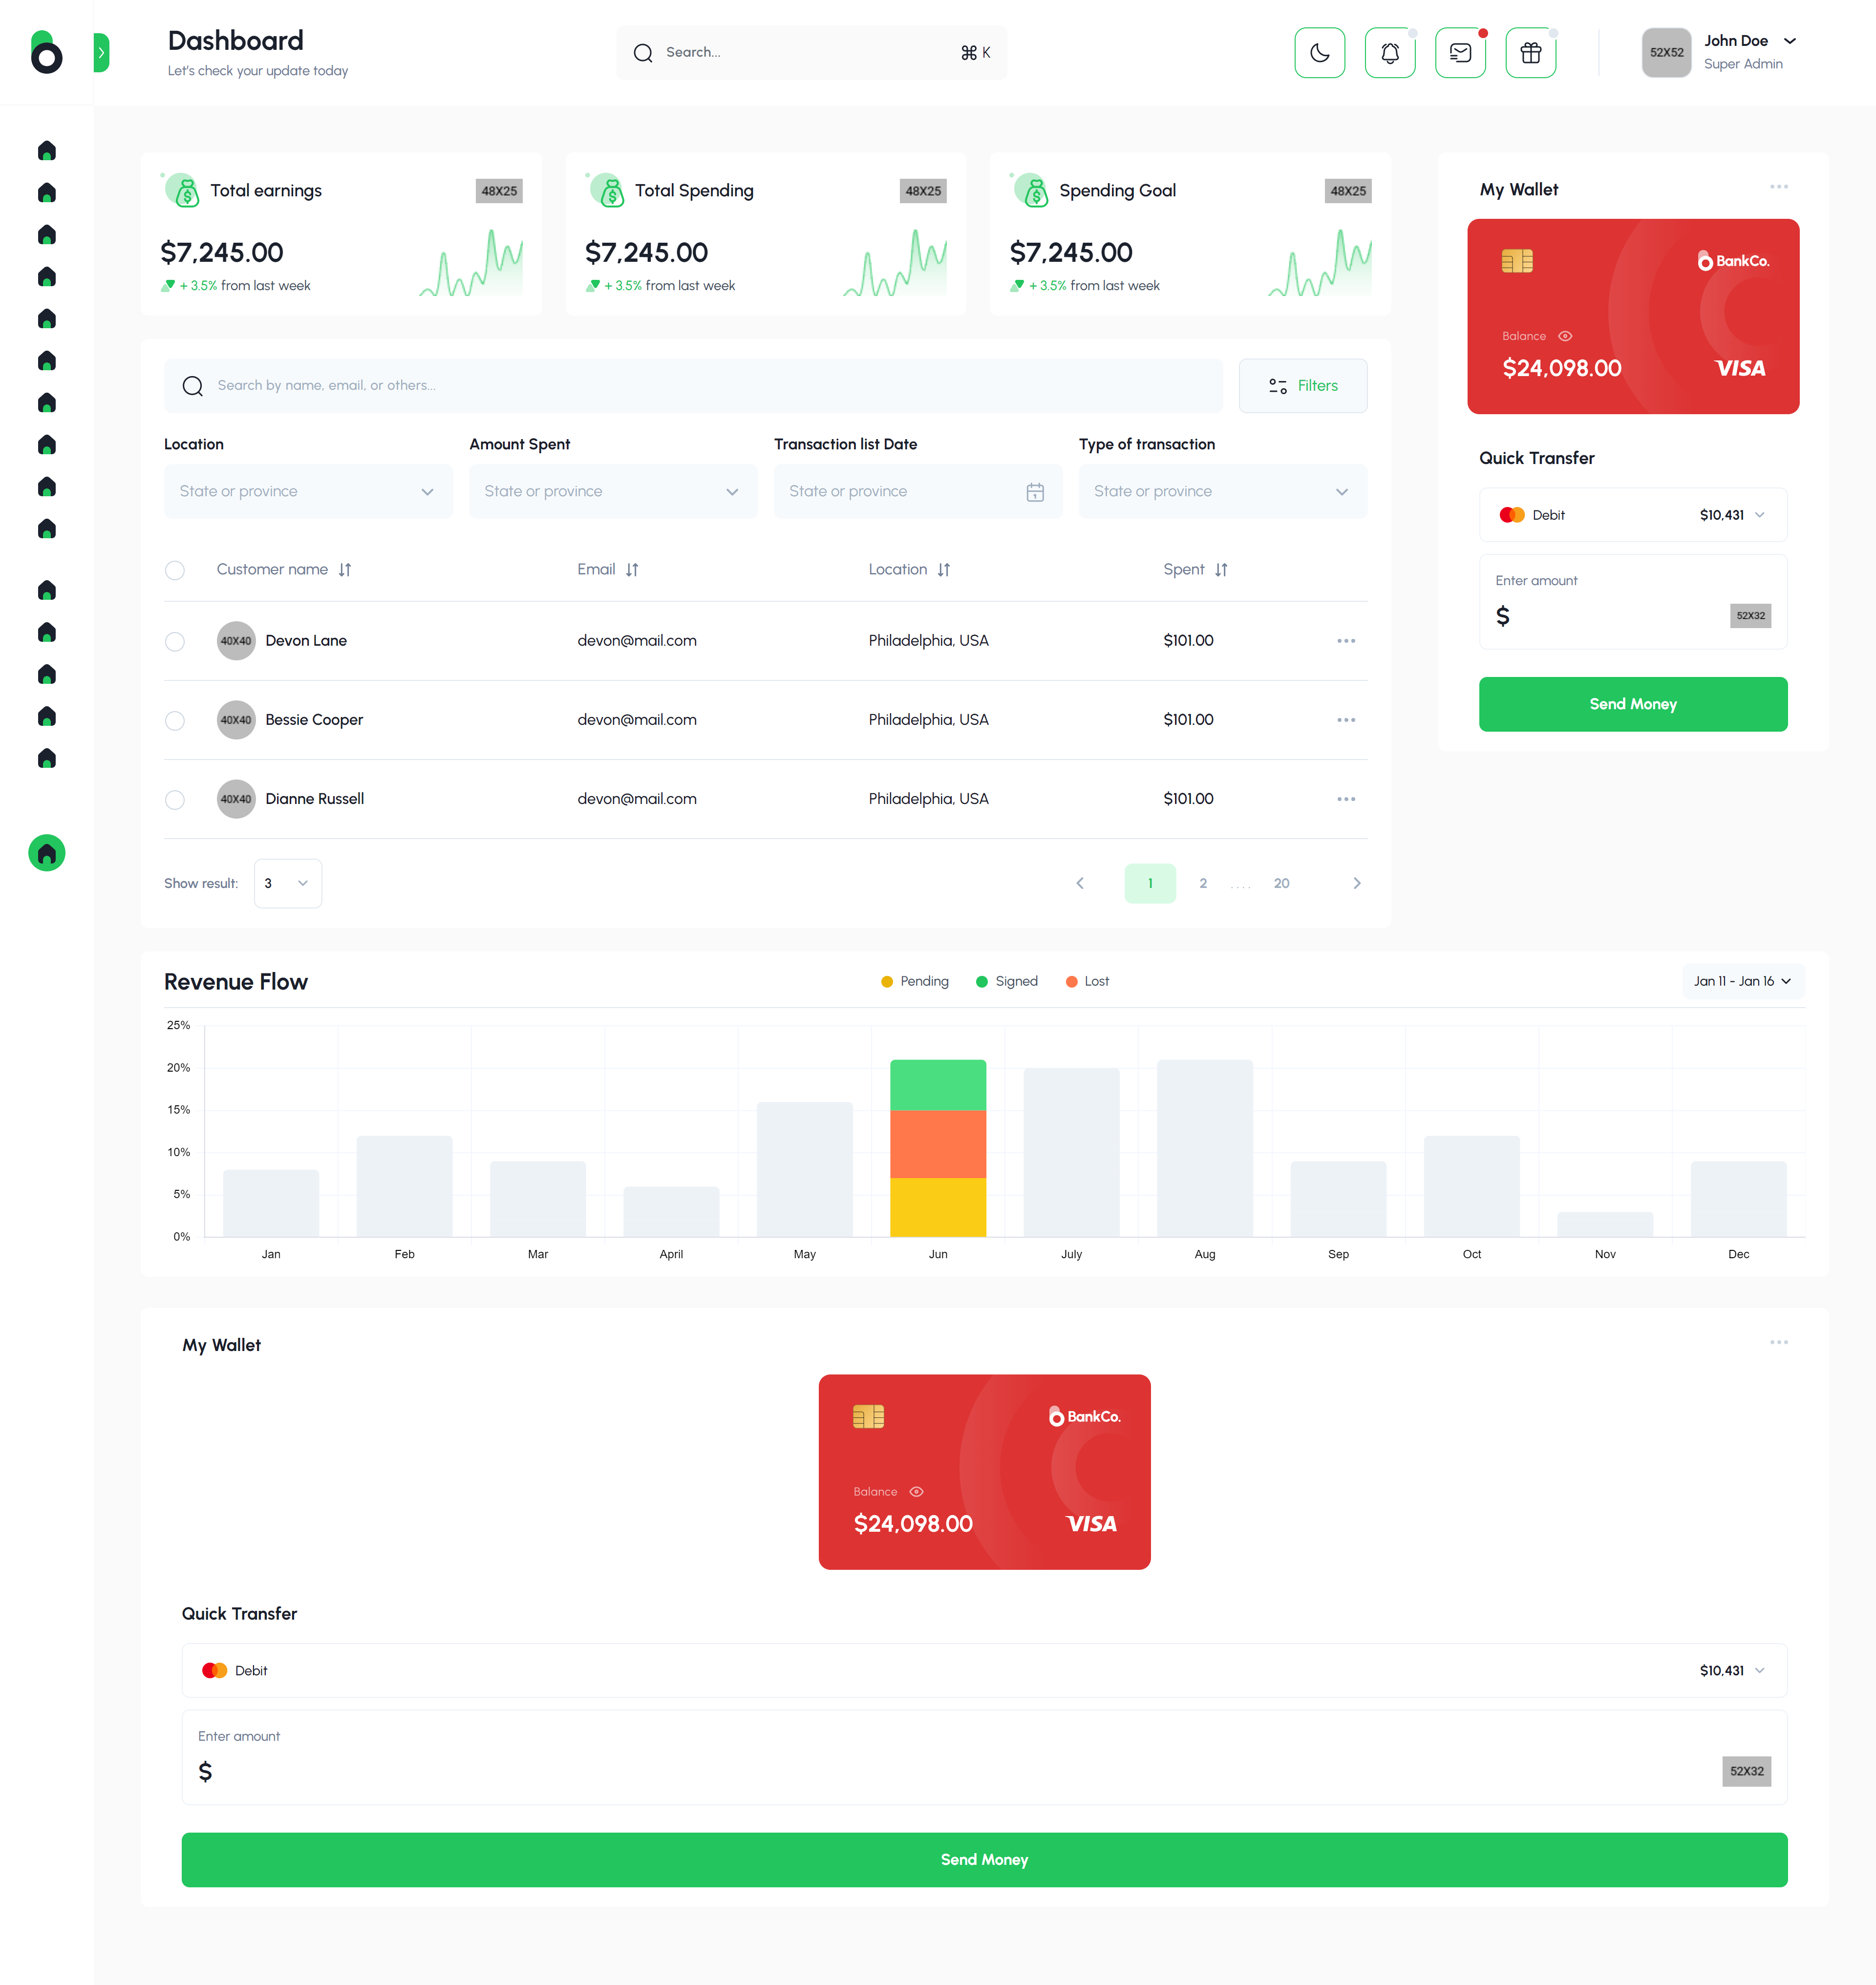 Dashboard
Let's check your update today
Search...
⌘ K
52X52
John Doe
Super Admin
Total earnings
48X25
$7,245.00
+ 3.5% from last week
Total Spending
48X25
$7,245.00
+ 3.5% from last week
Spending Goal
48X25
$7,245.00
+ 3.5% from last week
My Wallet
BankCo.
Balance
$24,098.00
VISA
Quick Transfer
Debit
$10,431
Enter amount
$
52X32
Send Money
Search by name, email, or others...
Filters
Location
Amount Spent
Transaction list Date
Type of transaction
State or province
State or province
State or province
State or province
Customer name
Email
Location
Spent
40X40
Devon Lane
devon@mail.com
Philadelphia, USA
$101.00
40X40
Bessie Cooper
devon@mail.com
Philadelphia, USA
$101.00
40X40
Dianne Russell
devon@mail.com
Philadelphia, USA
$101.00
Show result:
3
1
2
. . . .
20
Revenue Flow
Pending
Signed
Lost
Jan 11 - Jan 16
25%
20%
15%
10%
5%
0%
Jan
Feb
Mar
April
May
Jun
July
Aug
Sep
Oct
Nov
Dec
My Wallet
BankCo.
Balance
$24,098.00
VISA
Quick Transfer
Debit
$10,431
Enter amount
$
52X32
Send Money